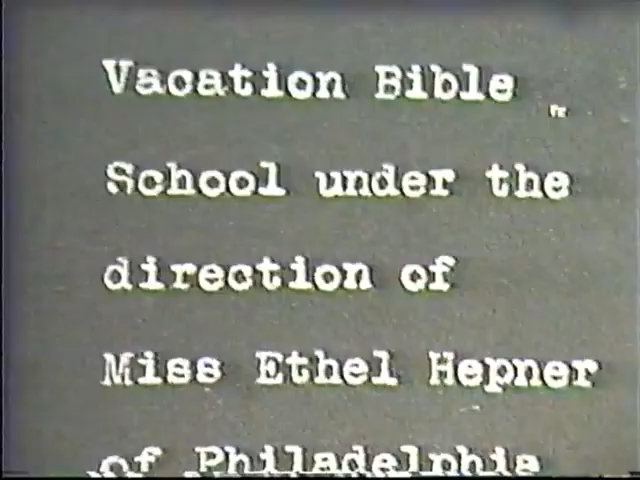 Vacation Bible
School under the
direction of
Miss Ethel Hepner
of Philadelphia